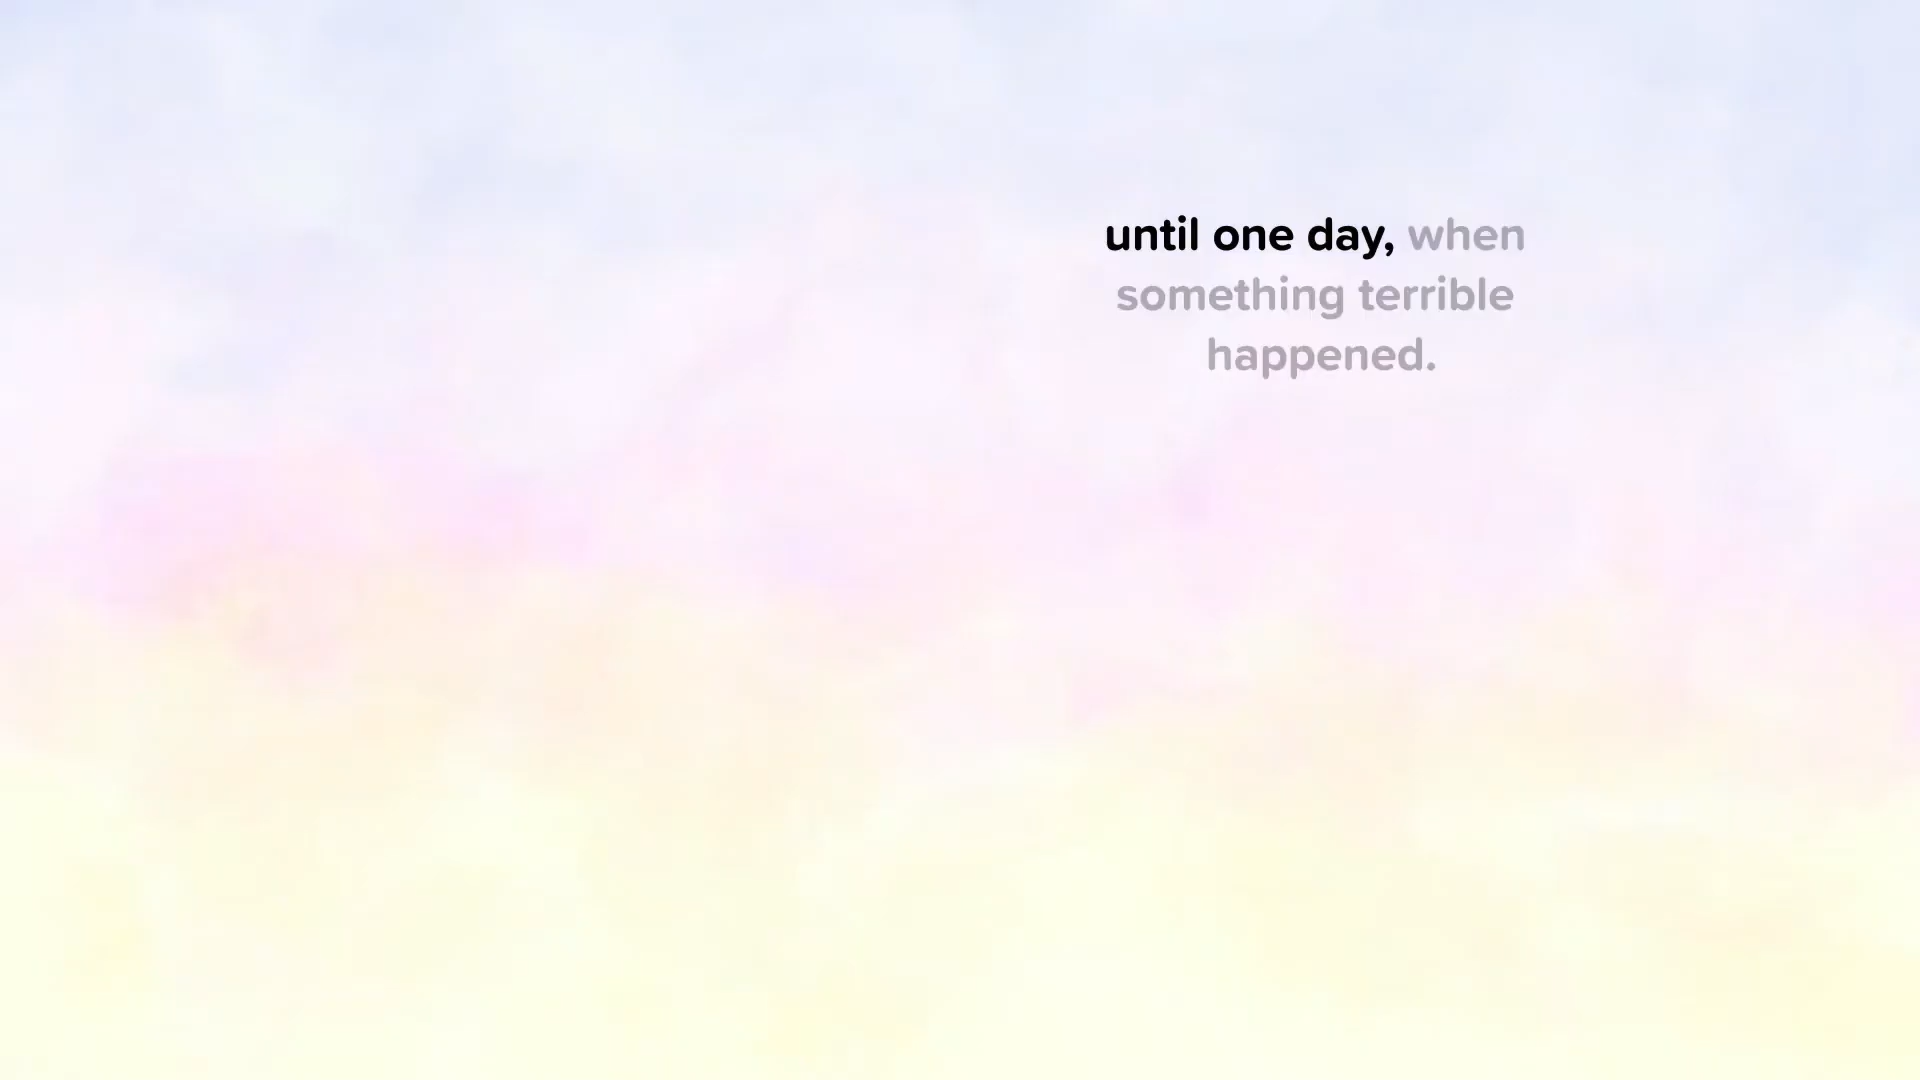 until one day, when
something terrible
happened.